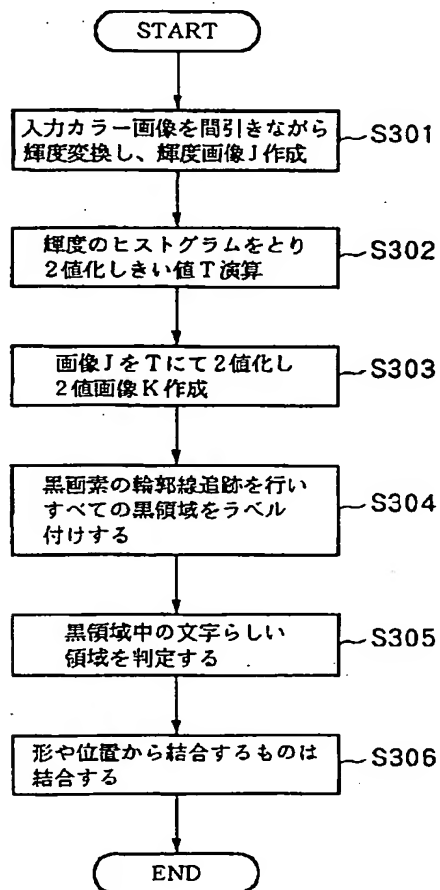 START
入力カラー画像を間引きながら
輝度変換し、輝度画像J作成
S301
輝度のヒストグラムをとり
2値化しきい値T演算
S302
画像JをTにて2値化し
2値画像K作成
S303
黒画素の輪郭線追跡を行い
すべての黒領域をラベル
付けする
S304
黒領域中の文字らしい
領域を判定する
S305
形や位置から結合するものは
結合する
S306
END